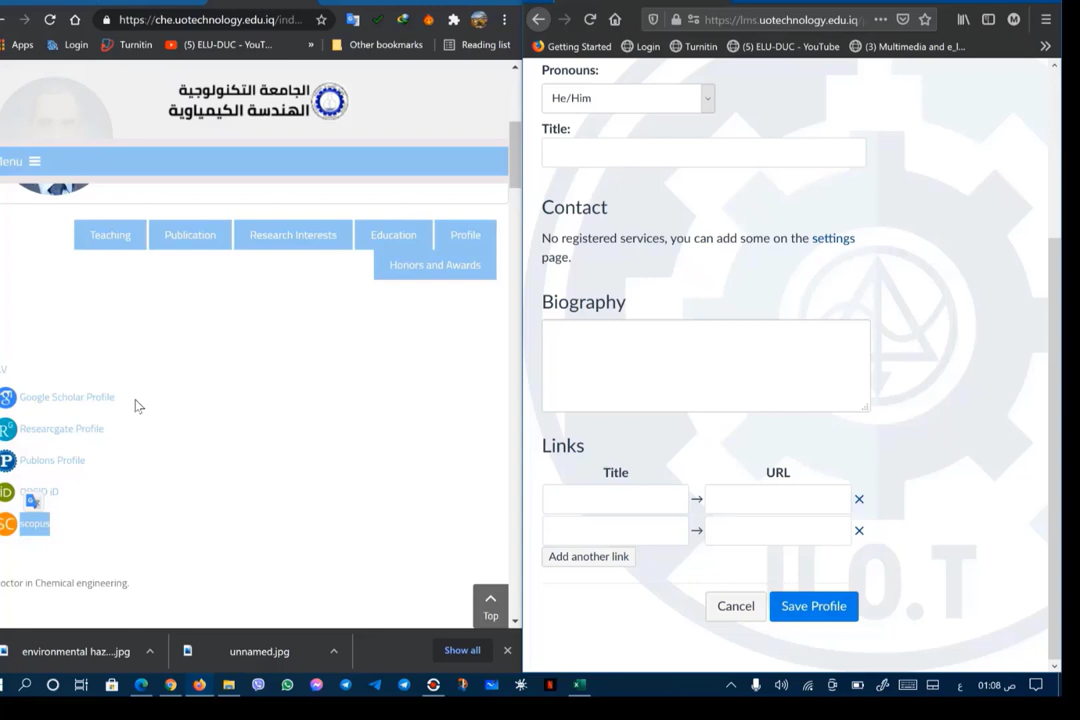 https://che.uotechnology.edu.iq/ind
Apps
Login
Turnitin
(5) ELU-DUC - YouT...
»
Other bookmarks
Reading list
الجامعة التكنولوجية
الهندسة الكيمياوية
Menu
Teaching
Publication
Research Interests
Education
Profile
Honors and Awards
Google Scholar Profile
Researcgate Profile
Publons Profile
ORCID iD
scopus
octor in Chemical engineering.
Top
environmental haz....jpg
unnamed.jpg
Show all
https://lms.uotechnology.edu.iq/
Getting Started
Login
Turnitin
(5) ELU-DUC - YouTube
(3) Multimedia and e_l...
Pronouns:
He/Him
Title:
Contact
No registered services, you can add some on the settings
page.
Biography
Links
Title
URL
Add another link
Cancel
Save Profile
U.O.T
ع
01:08 ص